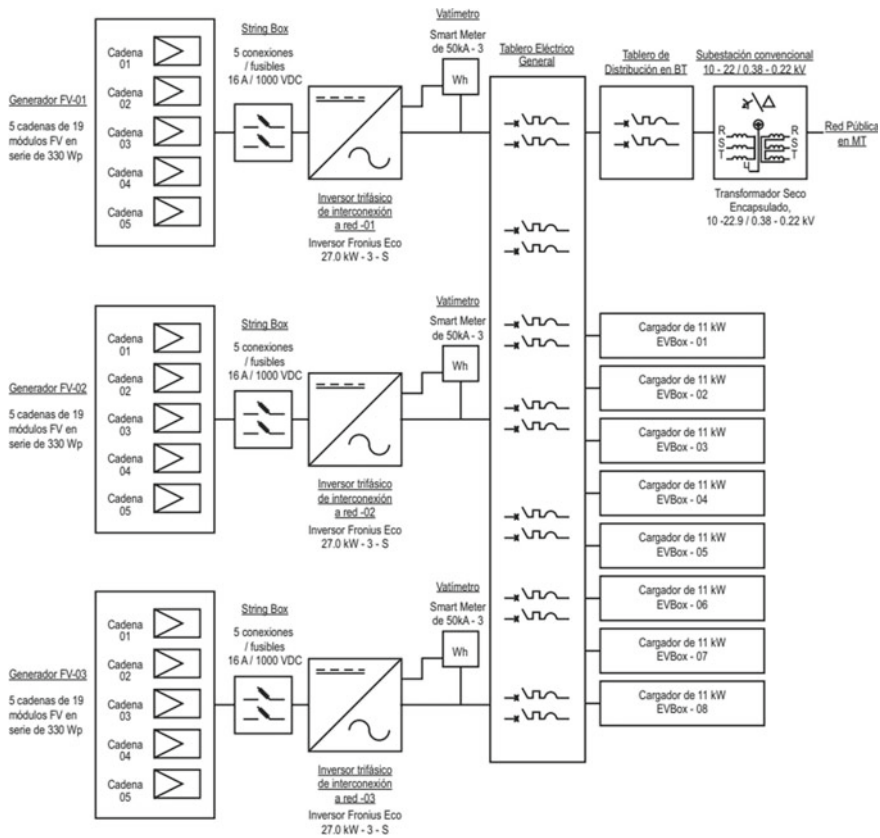 Generador FV-01
5 cadenas de 19
módulos FV en
serie de 330 Wp
Cadena
01
Cadena
02
Cadena
03
Cadena
04
Cadena
05
String Box
5 conexiones
/ fusibles
16 A / 1000 VDC
Inversor trifásico
de interconexión
a red -01
Inversor Fronius Eco
27.0 kW - 3 - S
Vatímetro
Smart Meter
de 50kA - 3
Wh
Tablero Eléctrico
General
Tablero de
Distribución en BT
Subestación convencional
10 - 22 / 0.38 - 0.22 kV
R
S
T
R
S
T
Transformador Seco
Encapsulado,
10 -22.9 / 0.38 - 0.22 kV
Red Pública
en MT
Generador FV-02
5 cadenas de 19
módulos FV en
serie de 330 Wp
Cadena
01
Cadena
02
Cadena
03
Cadena
04
Cadena
05
String Box
5 conexiones
/ fusibles
16 A / 1000 VDC
Inversor trifásico
de interconexión
a red -02
Inversor Fronius Eco
27.0 kW - 3 - S
Vatímetro
Smart Meter
de 50kA - 3
Wh
Cargador de 11 kW
EVBox - 01
Cargador de 11 kW
EVBox - 02
Cargador de 11 kW
EVBox - 03
Cargador de 11 kW
EVBox - 04
Cargador de 11 kW
EVBox - 05
Cargador de 11 kW
EVBox - 06
Cargador de 11 kW
EVBox - 07
Cargador de 11 kW
EVBox - 08
Generador FV-03
5 cadenas de 19
módulos FV en
serie de 330 Wp
Cadena
01
Cadena
02
Cadena
03
Cadena
04
Cadena
05
String Box
5 conexiones
/ fusibles
16 A / 1000 VDC
Inversor trifásico
de interconexión
a red -03
Inversor Fronius Eco
27.0 kW - 3 - S
Vatímetro
Smart Meter
de 50kA - 3
Wh